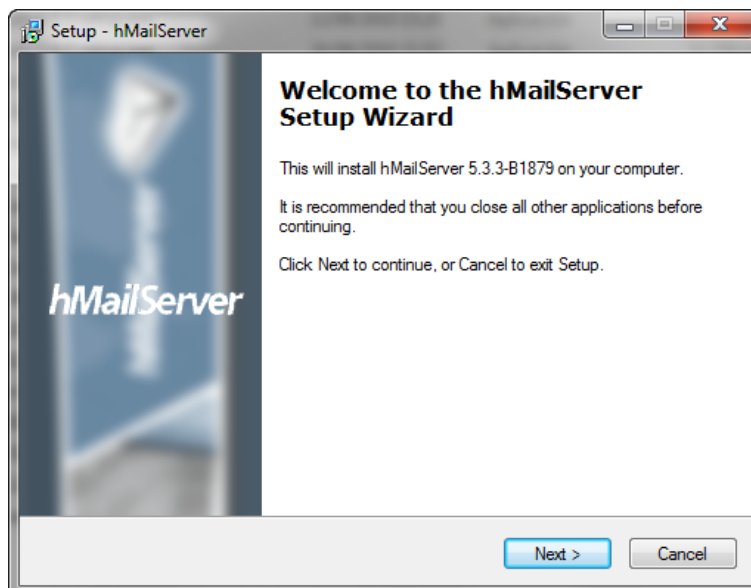 Setup - hMailServer
Welcome to the hMailServer
Setup Wizard
This will install hMailServer 5.3.3-B1879 on your computer.
It is recommended that you close all other applications before
continuing.
Click Next to continue, or Cancel to exit Setup.
hMailServer
Next >
Cancel